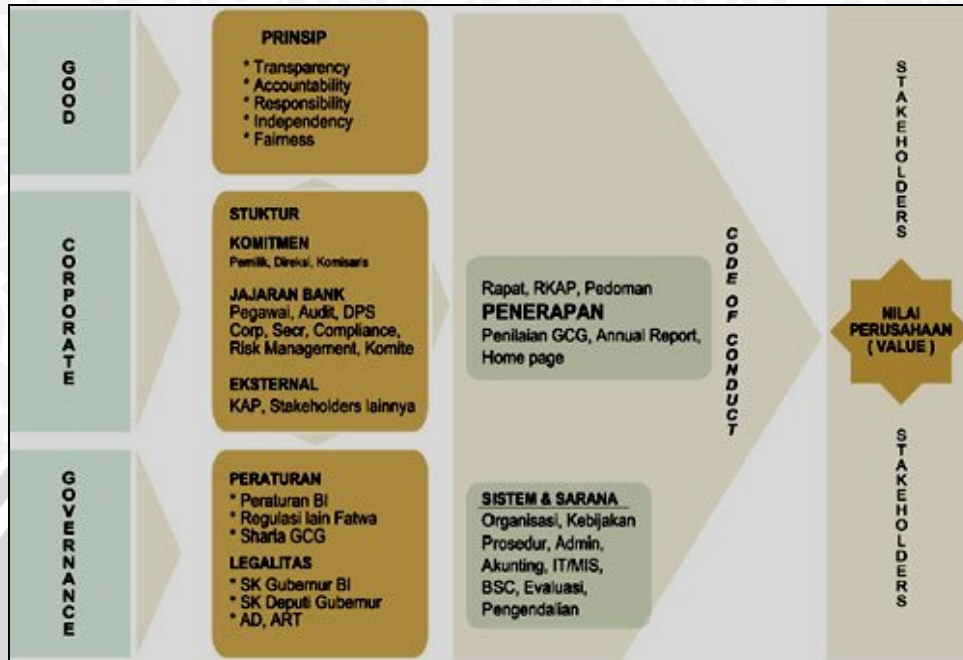 GOOD
PRINSIP
* Transparency
* Accountability
* Responsibility
* Independency
* Fairness
CORPORATE
STUKTUR
KOMITMEN
Pemilik, Direksi, Komisaris
JAJARAN BANK
Pegawai, Audit, DPS
Corp, Secr, Compliance,
Risk Management, Komite
EKSTERNAL
KAP, Stakeholders lainnya
GOVERNANCE
PERATURAN
* Peraturan BI
* Regulasi lain Fatwa
* Sharia GCG
LEGALITAS
* SK Gubernur BI
* SK Deputi Gubernur
* AD, ART
Rapat, RKAP, Pedoman
PENERAPAN
Penilaian GCG, Annual Report,
Home page
SISTEM & SARANA
Organisasi, Kebijakan
Prosedur, Admin,
Akunting, IT/MIS,
BSC, Evaluasi,
Pengendalian
CODE OF CONDUCT
STAKEHOLDERS
NILAI
PERUSAHAAN
( VALUE )
STAKEHOLDERS